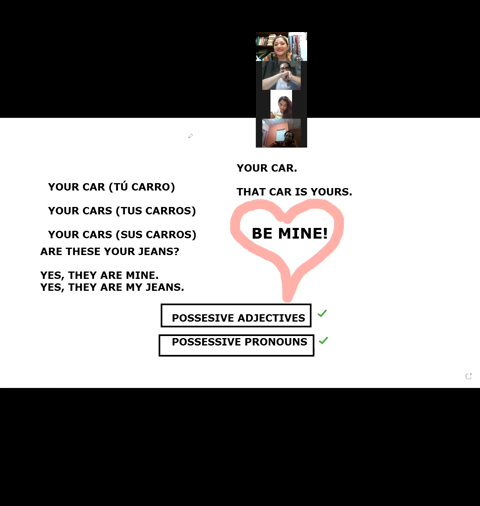 YOUR CAR (TÚ CARRO)
YOUR CARS (TUS CARROS)
YOUR CARS (SUS CARROS)
ARE THESE YOUR JEANS?
YES, THEY ARE MINE.
YES, THEY ARE MY JEANS.
YOUR CAR.
THAT CAR IS YOURS.
BE MINE!
POSSESIVE ADJECTIVES
POSSESSIVE PRONOUNS